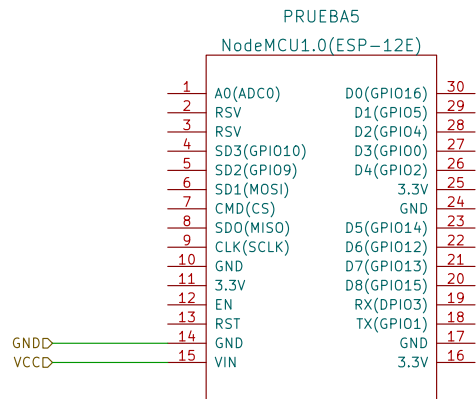 PRUEBA5
NodeMCU1.0(ESP-12E)
1 A0(ADC0) D0(GPIO16) 30
2 RSV D1(GPIO5) 29
3 RSV D2(GPIO4) 28
4 SD3(GPIO10) D3(GPIO0) 27
5 SD2(GPIO9) D4(GPIO2) 26
6 SD1(MOSI) 3.3V 25
7 CMD(CS) GND 24
8 SDO(MISO) D5(GPIO14) 23
9 CLK(SCLK) D6(GPIO12) 22
10 GND D7(GPIO13) 21
11 3.3V D8(GPIO15) 20
12 EN RX(DPIO3) 19
13 RST TX(GPIO1) 18
GND 14 GND GND 17
VCC 15 VIN 3.3V 16